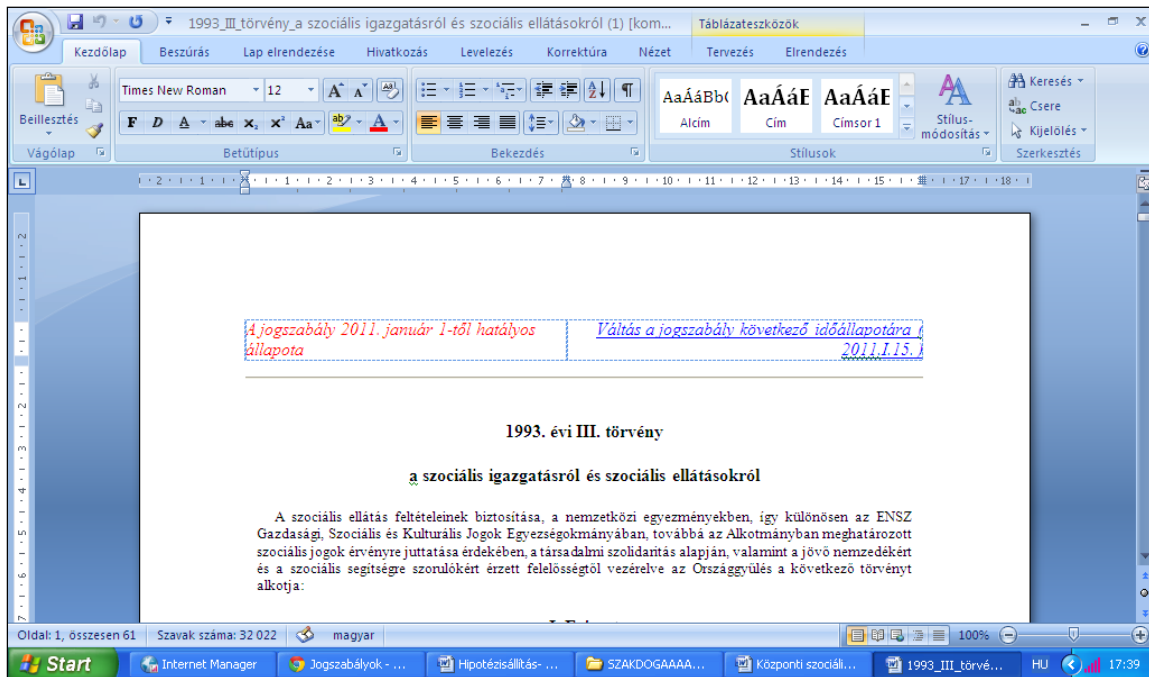 1993_III_törvény_a szociális igazgatásról és szociális ellátásokról (1) [kom... Táblázateszközök
Kezdőlap Beszúrás Lap elrendezése Hivatkozás Levelezés Korrektúra Nézet Tervezés Elrendezés
Beillesztés
Times New Roman 12
AaÁáBb( AaÁáE AaÁáE
Alcím Cím Címsor 1
Stílus-
módosítás
Keresés
Csere
Kijelölés
Vágólap Betűtípus Bekezdés Stílusok Szerkesztés
A jogszabály 2011. január 1-től hatályos
állapota
Váltás a jogszabály következő időállapotára (
2011.I.15. )
1993. évi III. törvény
a szociális igazgatásról és szociális ellátásokról
A szociális ellátás feltételeinek biztosítása, a nemzetközi egyezményekben, így különösen az ENSZ
Gazdasági, Szociális és Kulturális Jogok Egyezségokmányában, továbbá az Alkotmányban meghatározott
szociális jogok érvényre juttatása érdekében, a társadalmi szolidaritás alapján, valamint a jövő nemzedékért
és a szociális segítségre szorulókért érzett felelősségtől vezérelve az Országgyűlés a következő törvényt
alkotja:
Oldal: 1, összesen 61 Szavak száma: 32 022 magyar 100%
Start Internet Manager Jogszabályok - ... Hipotézisállítás- ... SZAKDOGAAAA... Központi szociáli... 1993_III_törvé... HU 17:39